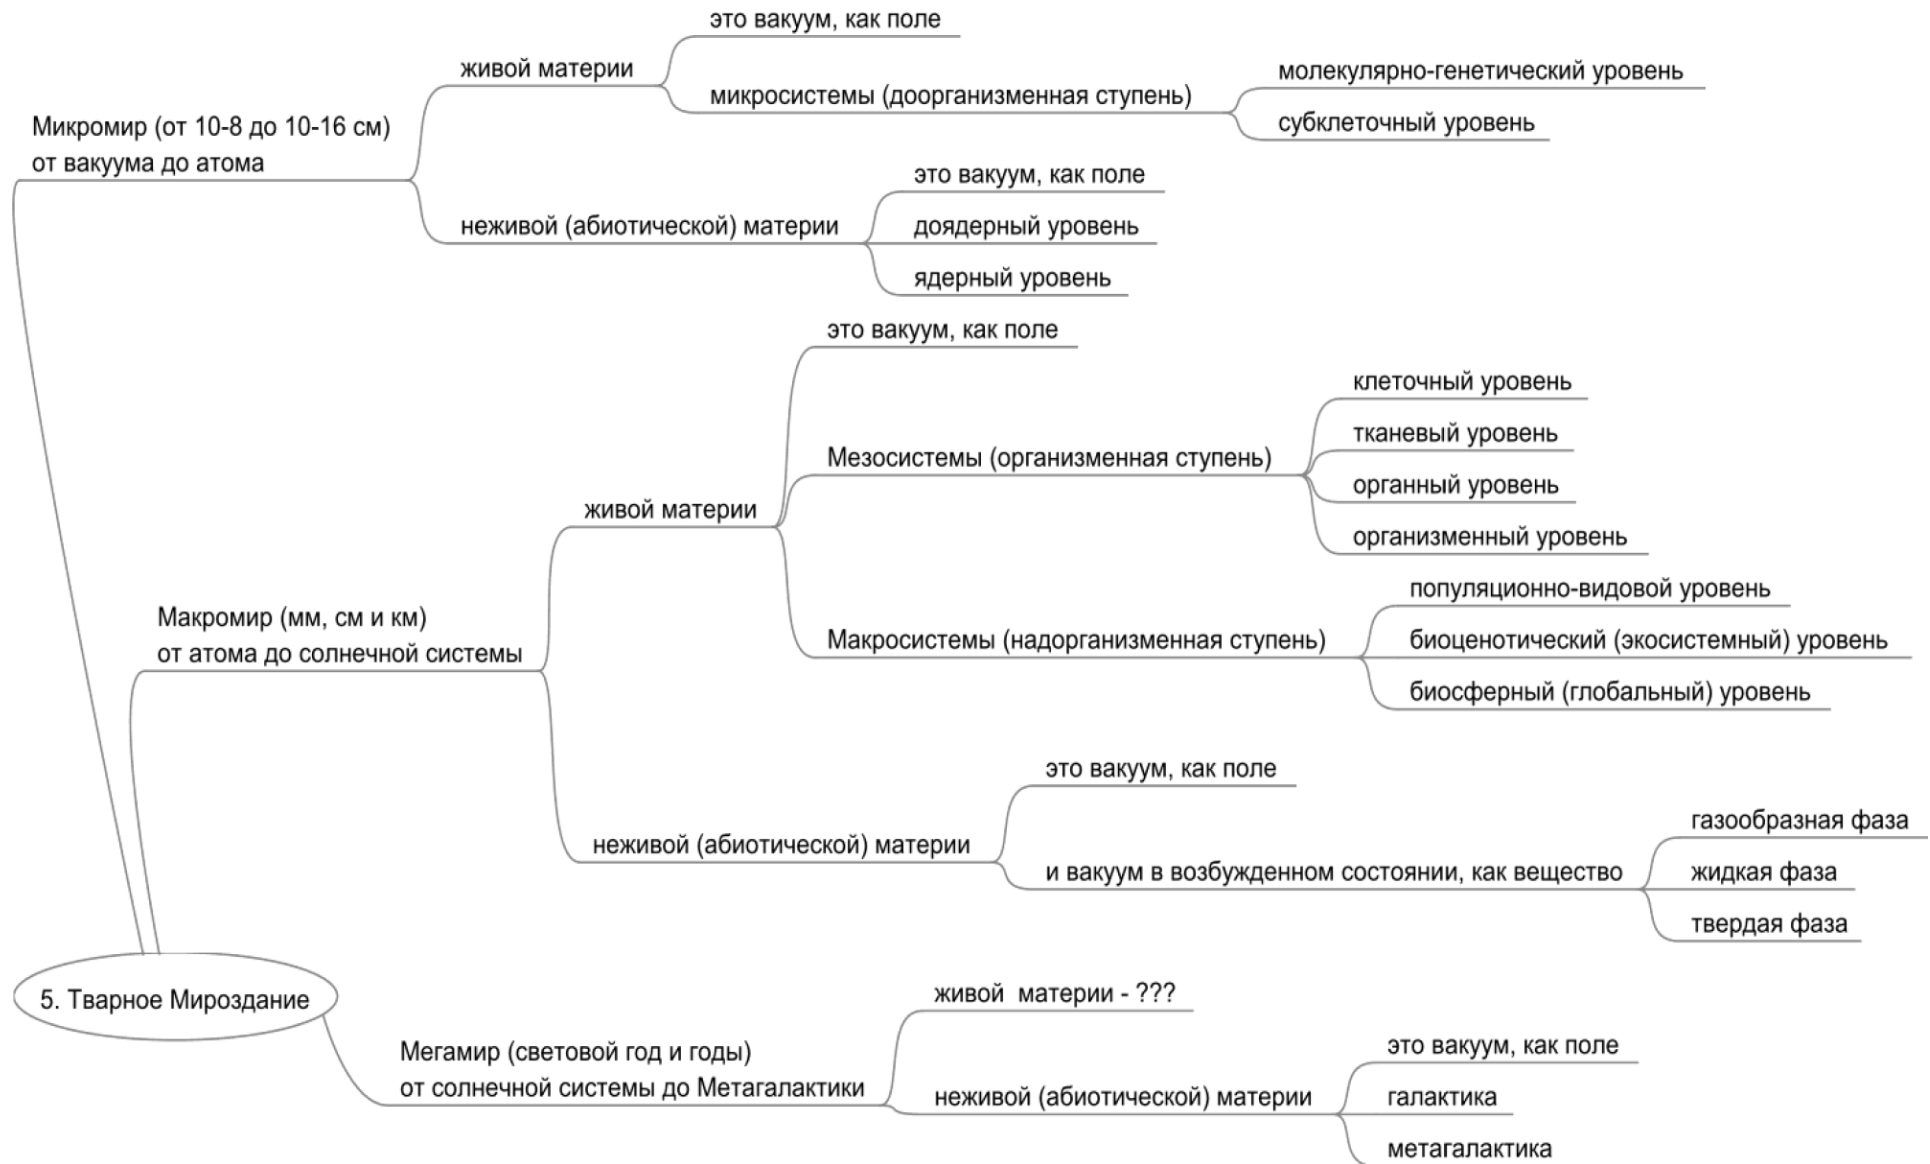 это вакуум, как поле
живой материи
микросистемы (доорганизменная ступень)
молекулярно-генетический уровень
субклеточный уровень
Микромир (от 10-8 до 10-16 см)
от вакуума до атома
неживой (абиотической) материи
это вакуум, как поле
доядерный уровень
ядерный уровень
это вакуум, как поле
клеточный уровень
тканевый уровень
Мезосистемы (организменная ступень)
органный уровень
организменный уровень
живой материи
популяционно-видовой уровень
Макросистемы (надорганизменная ступень)
биоценотический (экосистемный) уровень
биосферный (глобальный) уровень
Макромир (мм, см и км)
от атома до солнечной системы
это вакуум, как поле
неживой (абиотической) материи
и вакуум в возбужденном состоянии, как вещество
газообразная фаза
жидкая фаза
твердая фаза
5. Тварное Мироздание
живой  материи - ???
Мегамир (световой год и годы)
от солнечной системы до Метагалактики
неживой (абиотической) материи
это вакуум, как поле
галактика
метагалактика